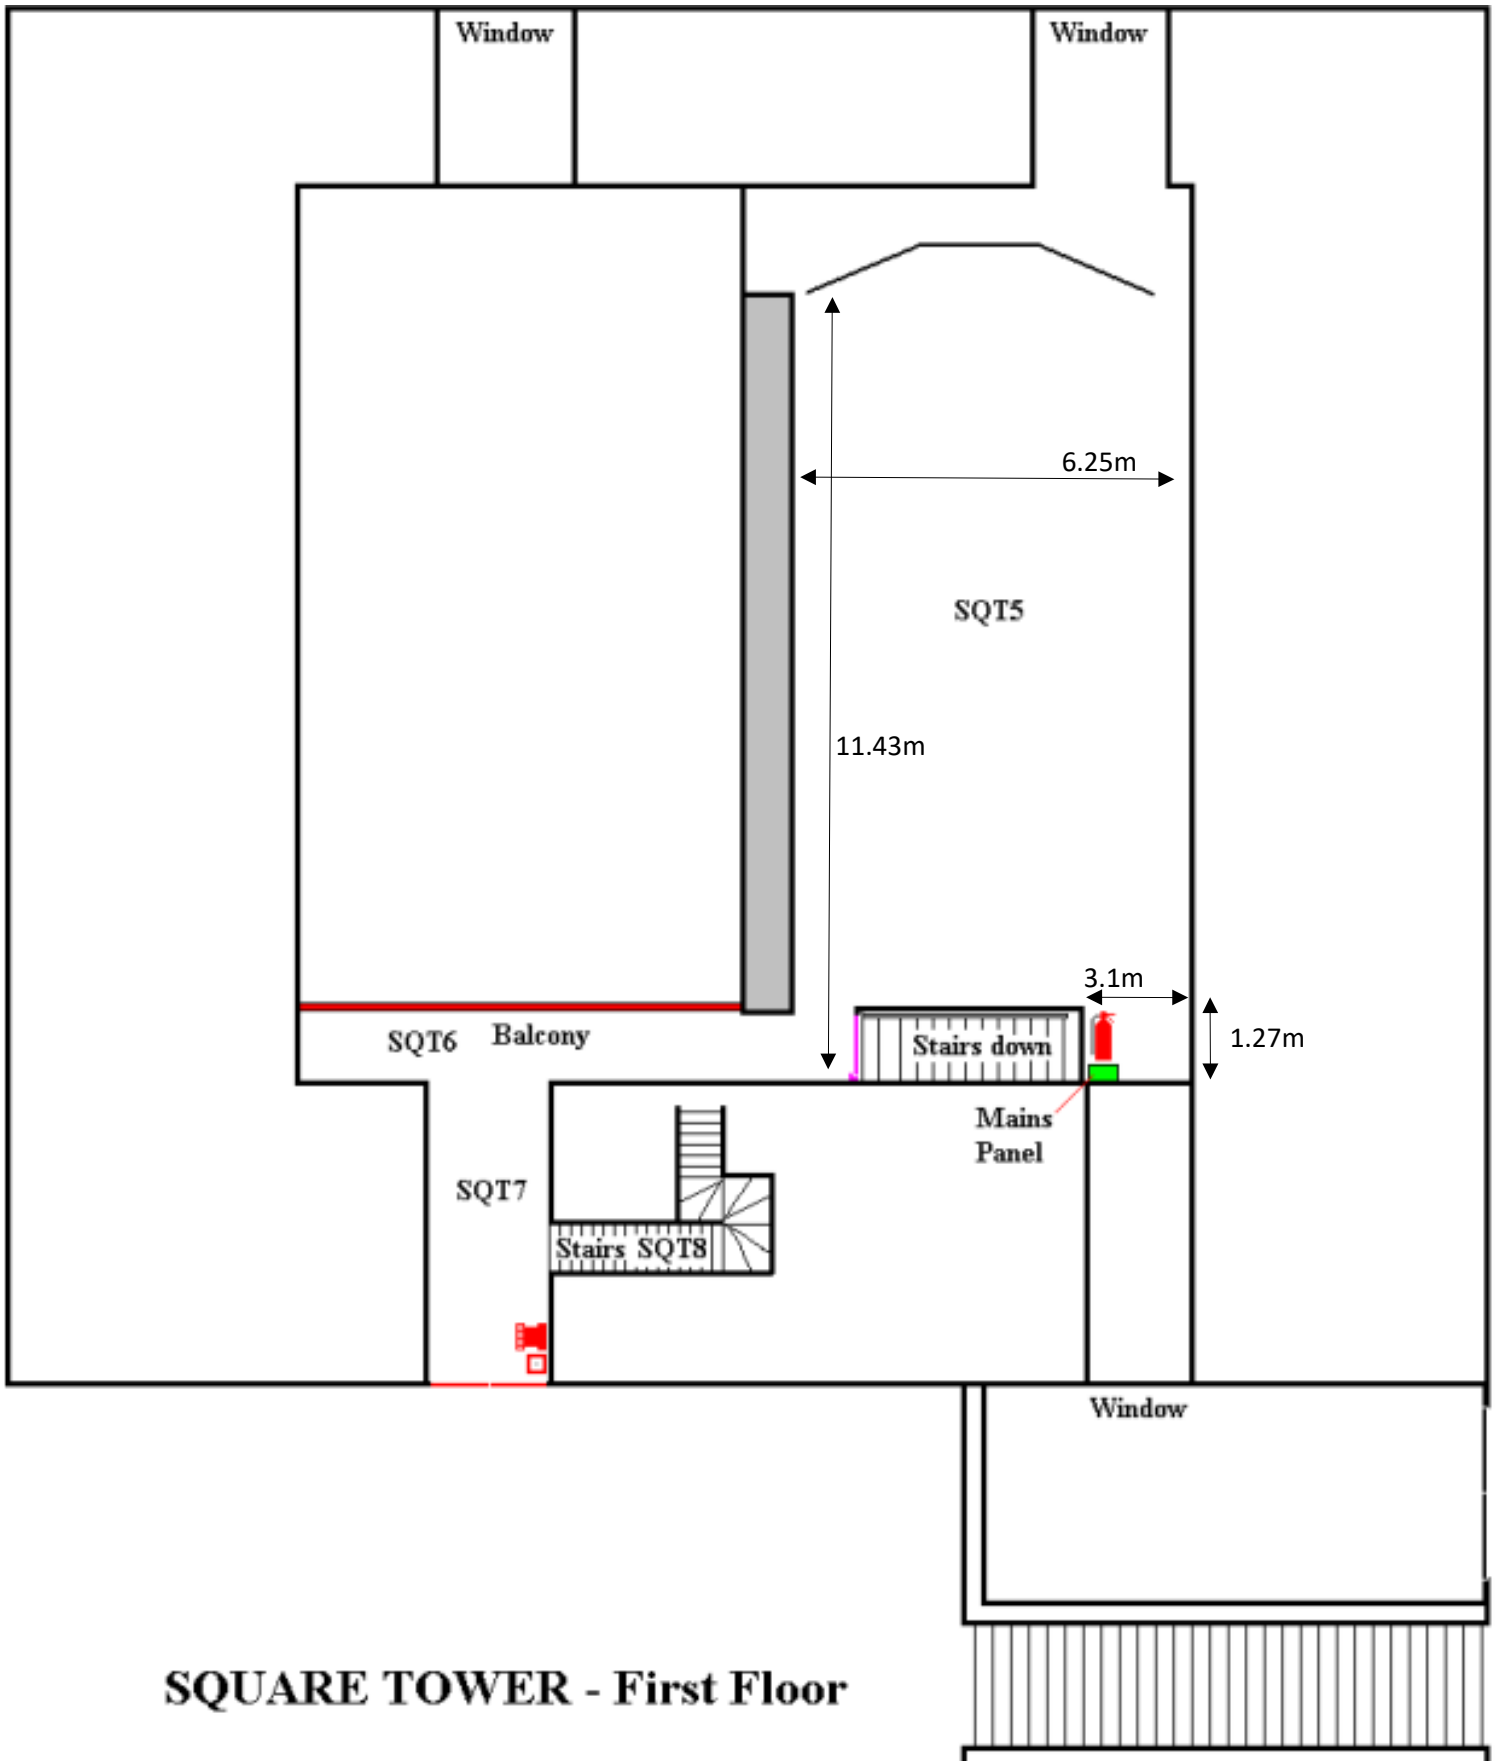 Window
Window
6.25m
SQT5
11.43m
3.1m
SQT6
Balcony
Stairs down
1.27m
Mains
Panel
SQT7
Stairs SQT8
Window
SQUARE TOWER - First Floor